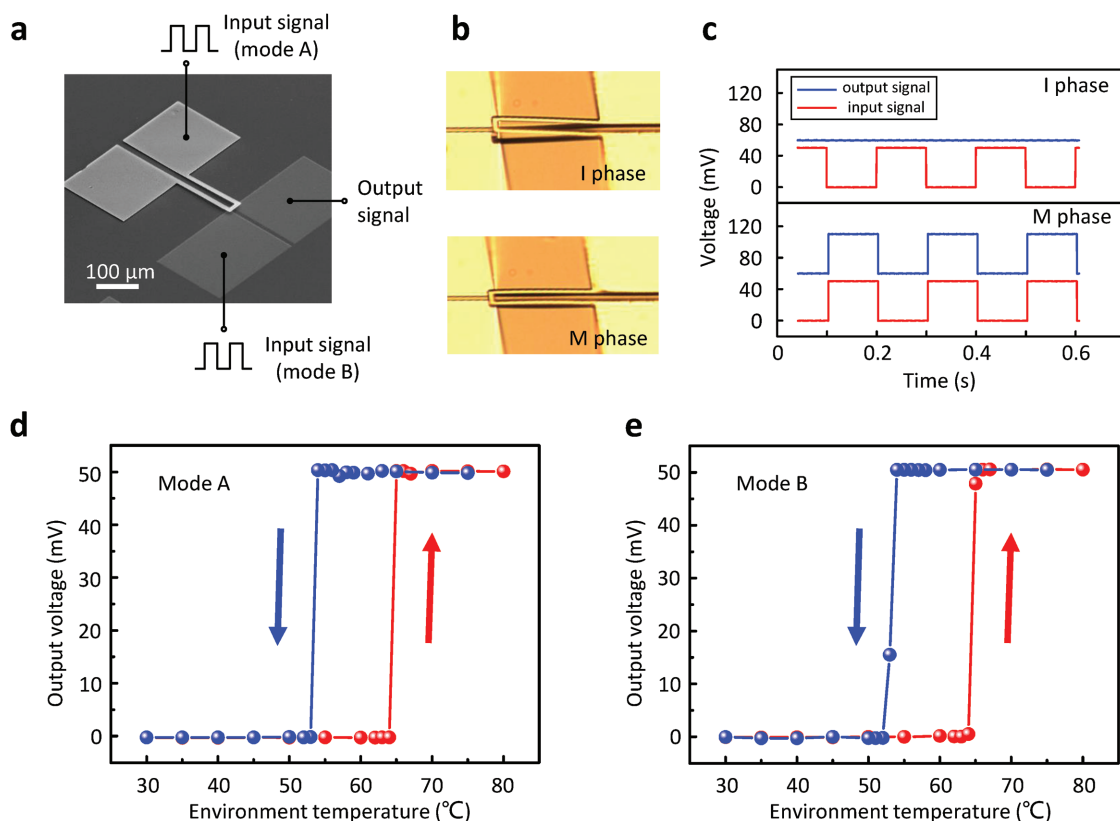 a
Input signal
(mode A)
Output
signal
100 μm
Input signal
(mode B)
b
I phase
M phase
c
output signal
input signal
I phase
120
80
40
0
M phase
120
80
40
0
Voltage (mV)
0
0.2
0.4
0.6
Time (s)
d
Mode A
50
40
30
20
10
0
Output voltage (mV)
30 40 50 60 70 80
Environment temperature (℃)
e
Mode B
50
40
30
20
10
0
Output voltage (mV)
30 40 50 60 70 80
Environment temperature (℃)